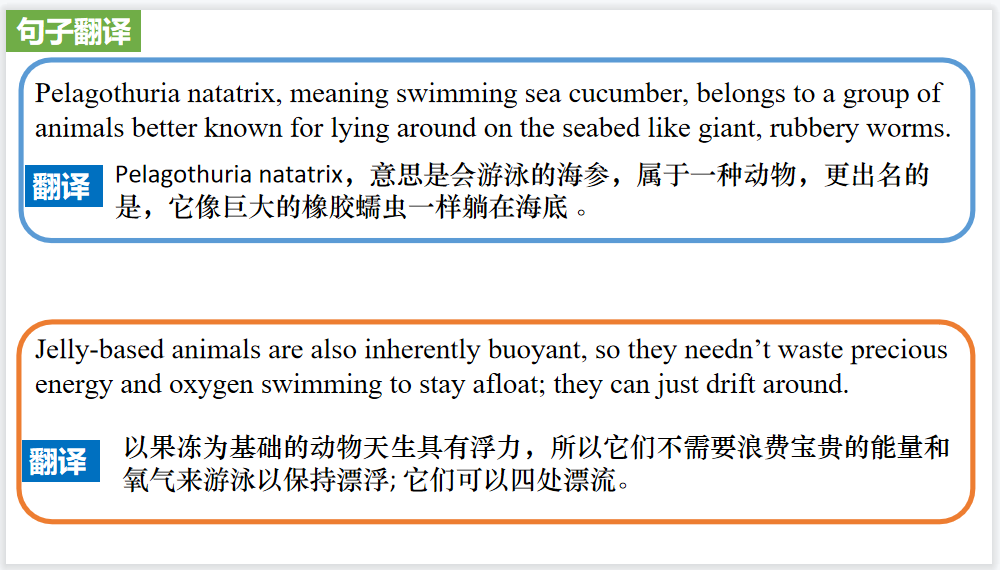 句子翻译
Pelagothuria natatrix, meaning swimming sea cucumber, belongs to a group of
animals better known for lying around on the seabed like giant, rubbery worms.
翻译
Pelagothuria natatrix，意思是会游泳的海参，属于一种动物，更出名的
是，它像巨大的橡胶蠕虫一样躺在海底 。
Jelly-based animals are also inherently buoyant, so they needn’t waste precious
energy and oxygen swimming to stay afloat; they can just drift around.
翻译
以果冻为基础的动物天生具有浮力，所以它们不需要浪费宝贵的能量和
氧气来游泳以保持漂浮; 它们可以四处漂流。